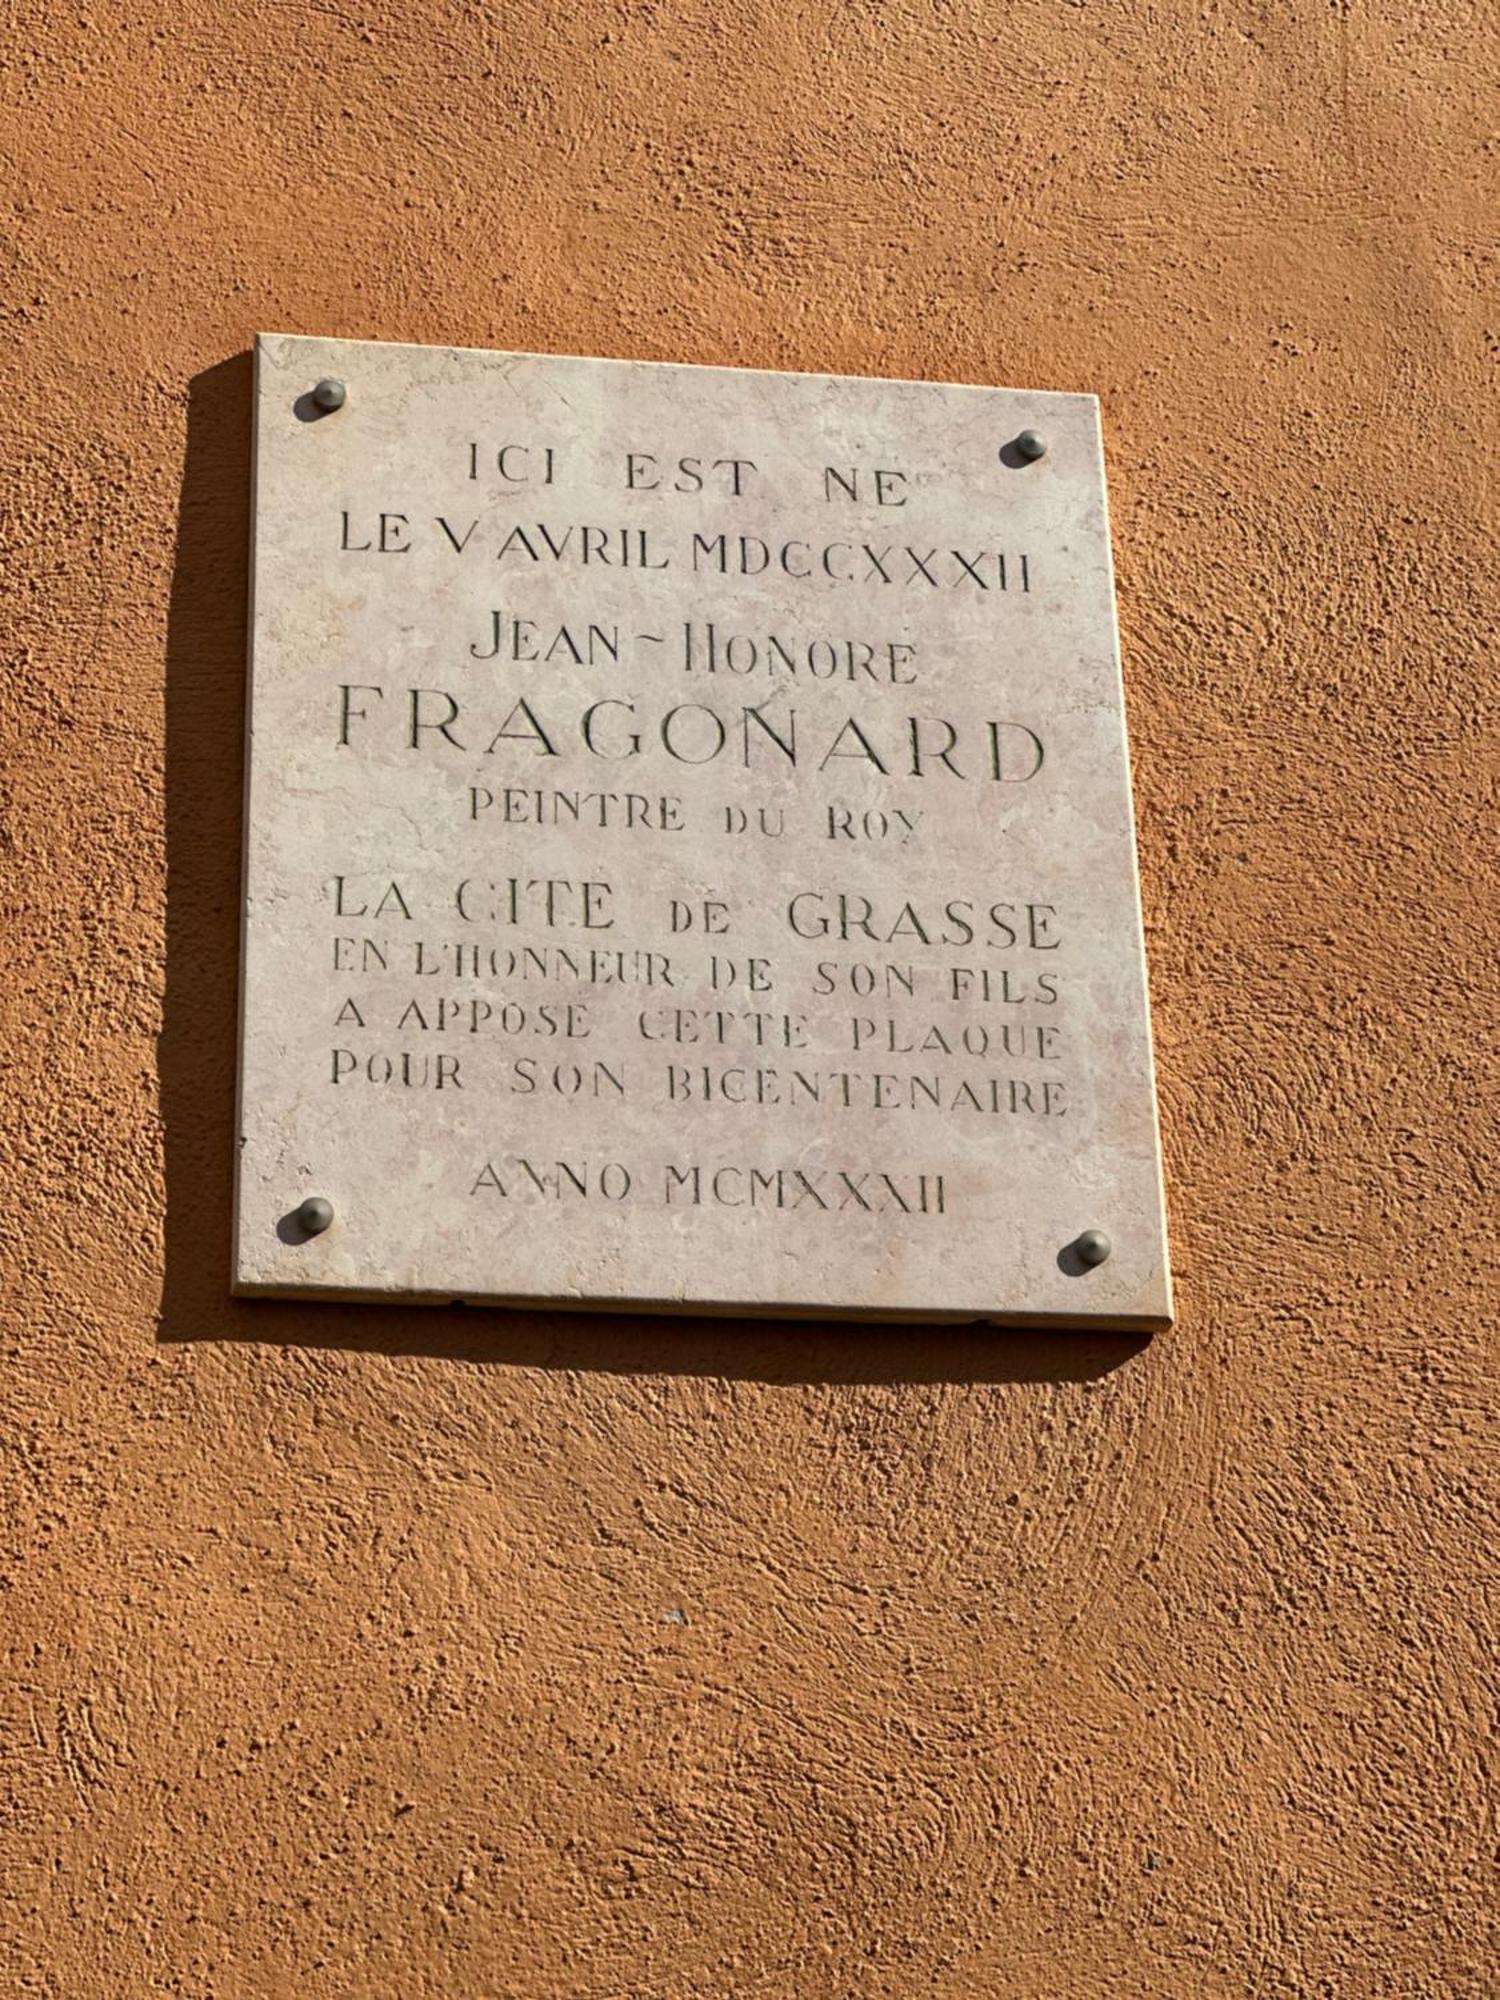 ICI EST NE
LE V AVRIL MDCCXXXII
JEAN-HONORE
FRAGONARD
PEINTRE DU ROY
LA CITE DE GRASSE
EN L'HONNEUR DE SON FILS
A APPOSE CETTE PLAQUE
POUR SON BICENTENAIRE
ANNO MCMXXXII